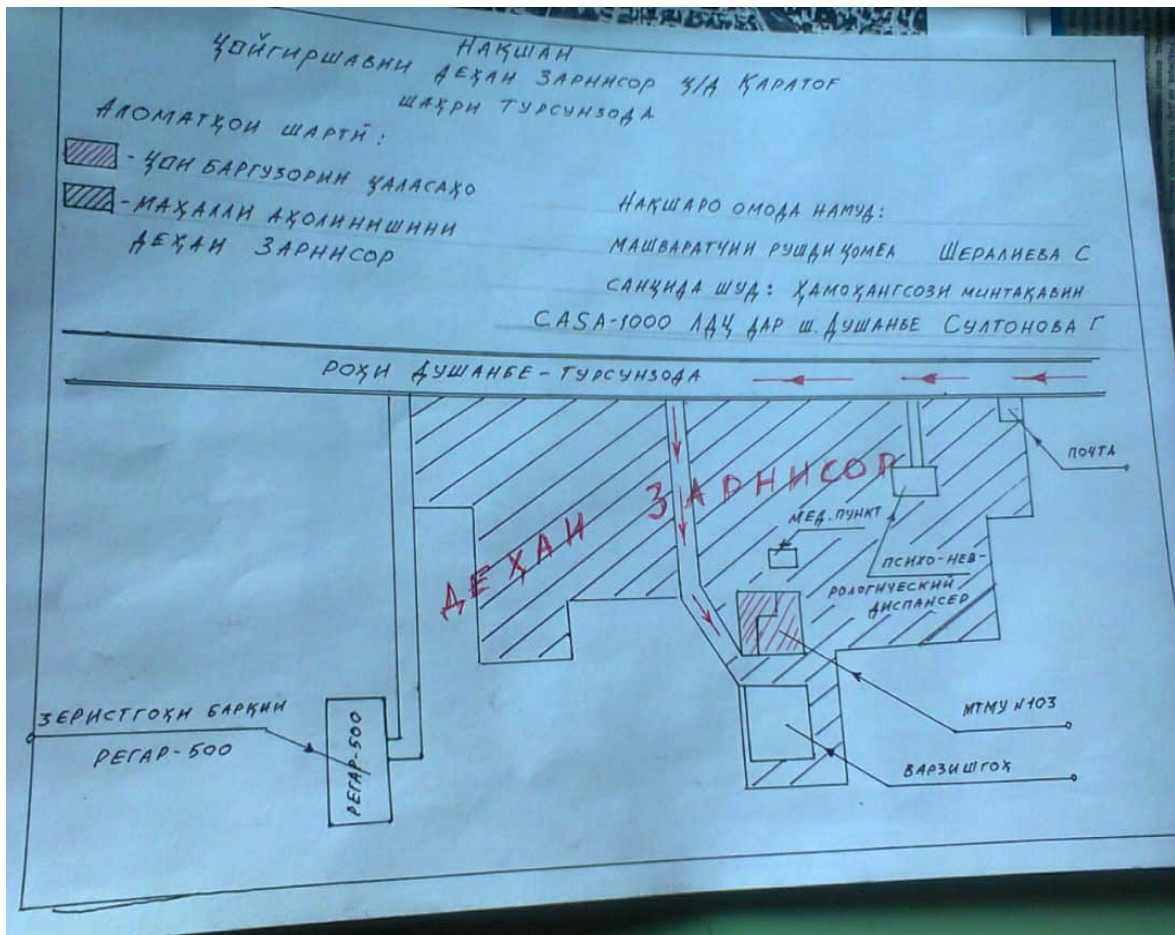 НАҚШАИ
ҶОЙГИРШАВИИ ДЕҲАИ ЗАРНИСОР Ҷ/Д ҚАРАТОҒ
ШАҲРИ ТУРСУНЗОДА
АЛОМАТҲОИ ШАРТӢ:
- ҶОИ БАРГУЗОРИИ ҶАЛАСАҲО
- МАҲАЛЛИ АҲОЛИНИШИНИ
ДЕҲАИ ЗАРНИСОР
НАҚШАРО ОМОДА НАМУД:
МАШВАРАТЧИИ РУШДИ ҶОМЕА ШЕРАЛИЕВА С
САНҶИДА ШУД: ҲАМОҲАНГСОЗИ МИНТАҚАВИИ
CASA-1000 ЛДҶ ДАР Ш. ДУШАНБЕ СУЛТОНОВА Г
РОҲИ ДУШАНБЕ-ТУРСУНЗОДА
ПОЧТА
ДЕҲАИ ЗАРНИСОР
МЕД. ПУНКТ
ПСИХО-НЕВ-
РОЛОГИЧЕСКИЙ
ДИСПАНСЕР
ЗЕРИСТГОҲИ БАРҚИИ
РЕГАР-500
РЕГАР-500
МТМУ N103
ВАРЗИШГОҲ